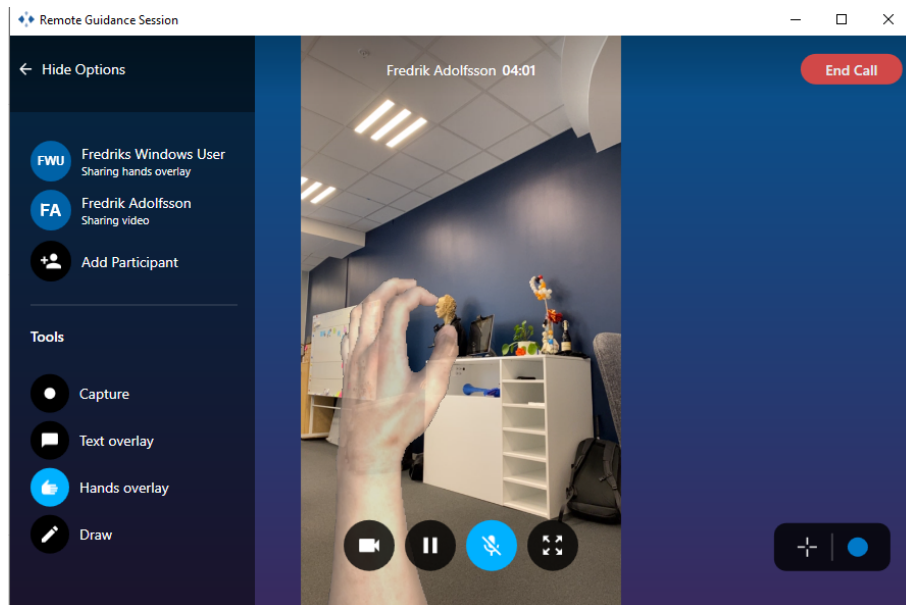 Remote Guidance Session
Hide Options
Fredrik Adolfsson 04:01
End Call
FWU
Fredriks Windows User
Sharing hands overlay
FA
Fredrik Adolfsson
Sharing video
Add Participant
Tools
Capture
Text overlay
Hands overlay
Draw